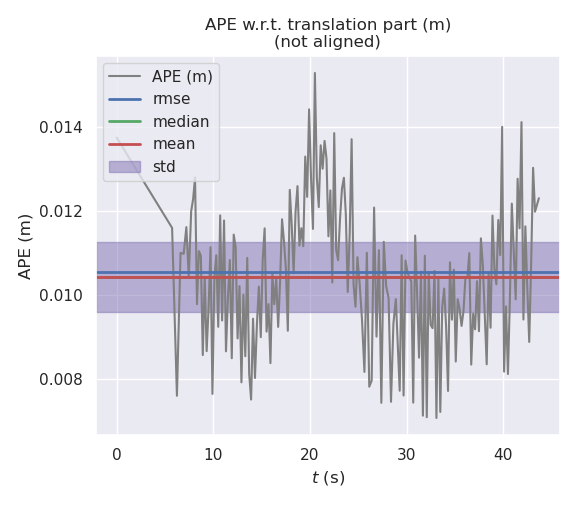 APE w.r.t. translation part (m)
(not aligned)
APE (m)
rmse
median
mean
std
0.014
0.012
0.010
0.008
APE (m)
0 10 20 30 40
t (s)